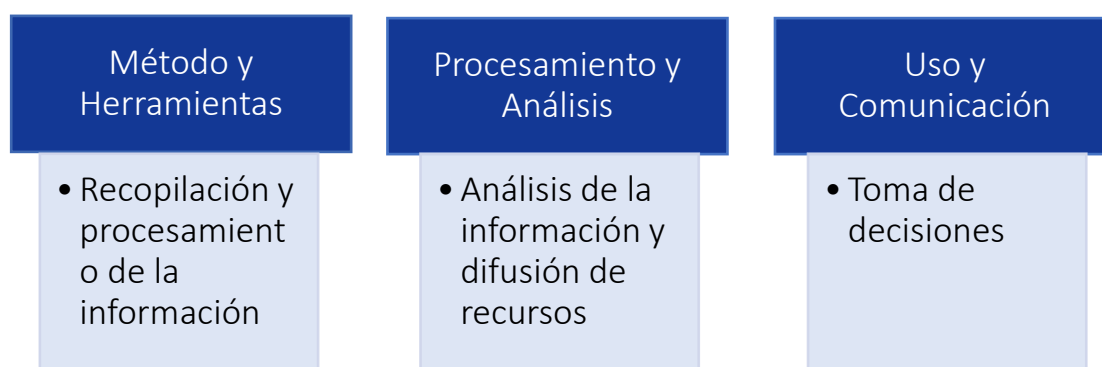 Método y
Herramientas
• Recopilación y
procesamient
o de la
información
Procesamiento y
Análisis
• Análisis de la
información y
difusión de
recursos
Uso y
Comunicación
• Toma de
decisiones